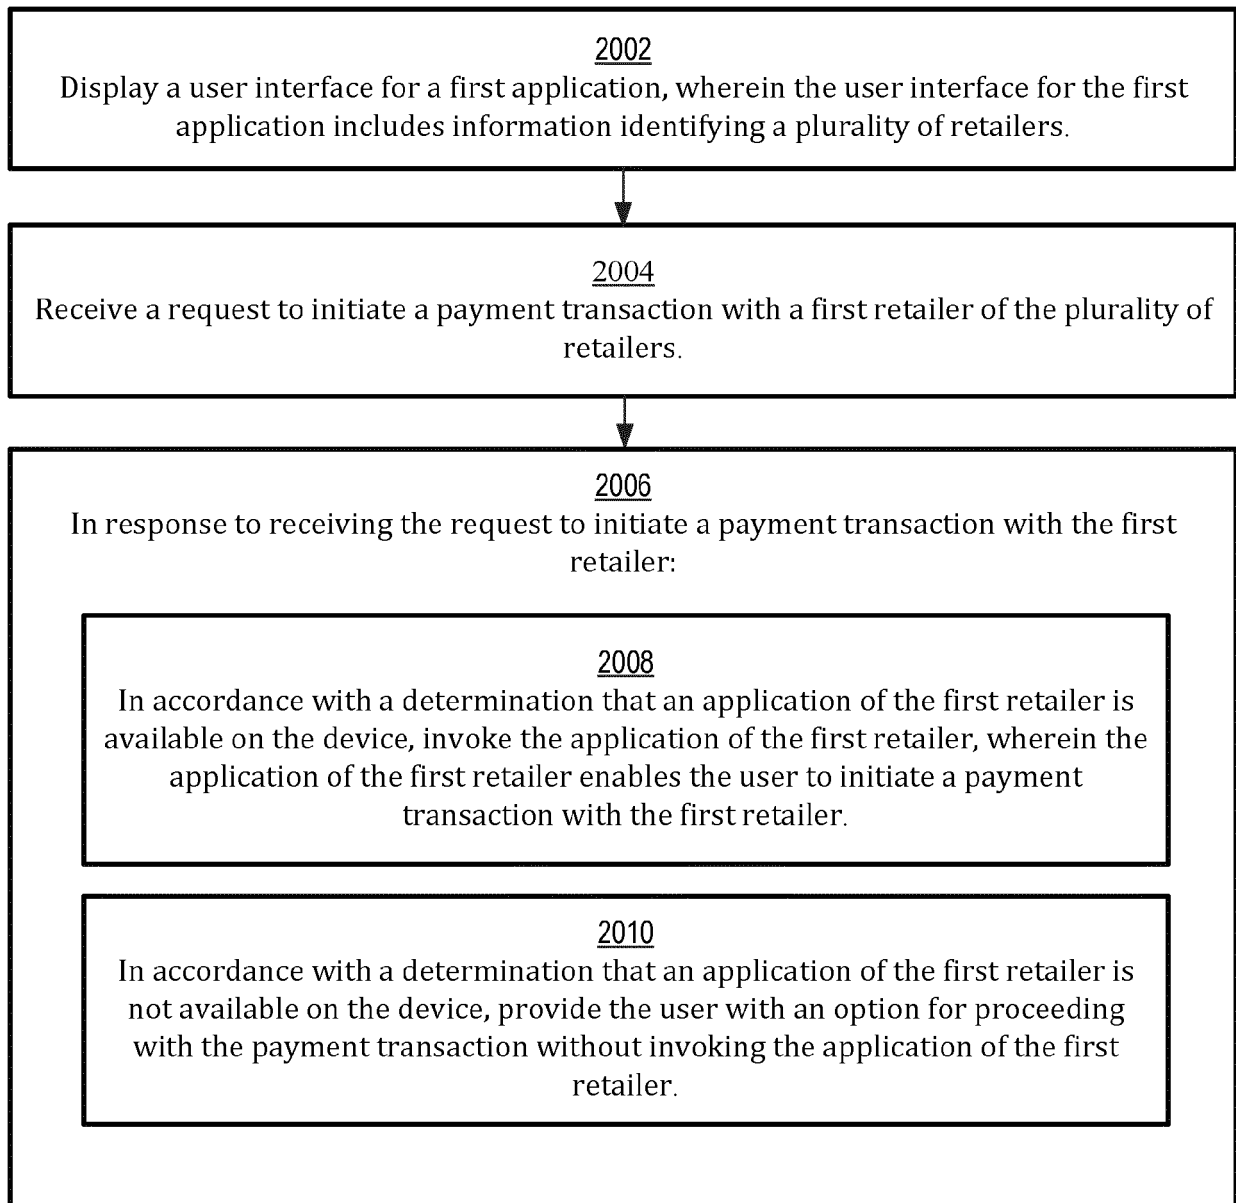 2002
Display a user interface for a first application, wherein the user interface for the first
application includes information identifying a plurality of retailers.
2004
Receive a request to initiate a payment transaction with a first retailer of the plurality of
retailers.
2006
In response to receiving the request to initiate a payment transaction with the first
retailer:
2008
In accordance with a determination that an application of the first retailer is
available on the device, invoke the application of the first retailer, wherein the
application of the first retailer enables the user to initiate a payment
transaction with the first retailer.
2010
In accordance with a determination that an application of the first retailer is
not available on the device, provide the user with an option for proceeding
with the payment transaction without invoking the application of the first
retailer.